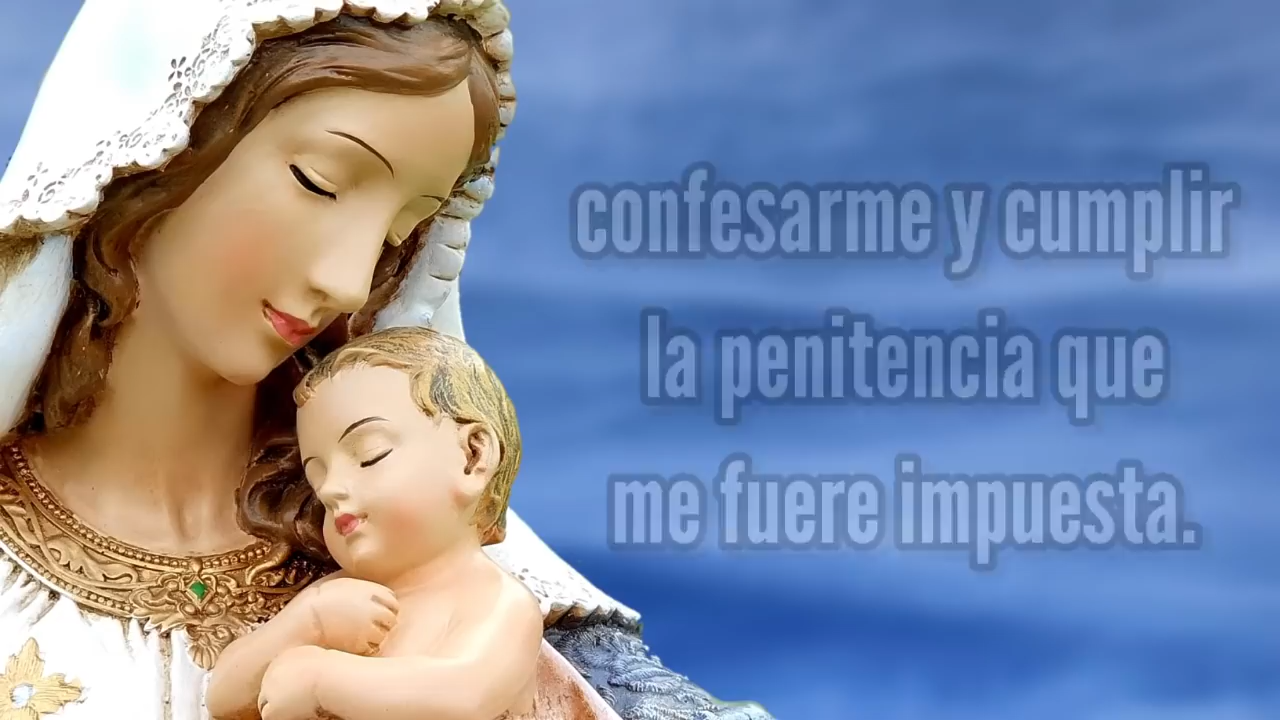 confesarme y cumplir
la penitencia que
me fuere impuesta.